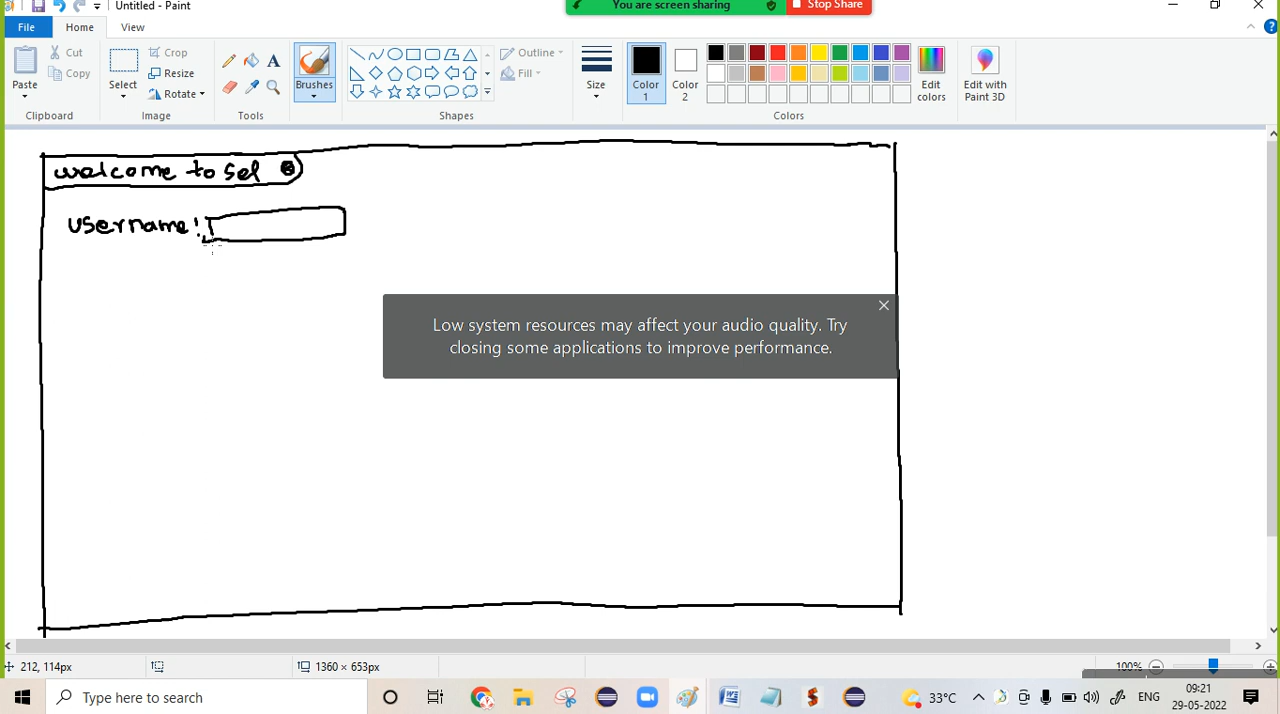 Untitled - Paint
You are screen sharing
Stop Share
File
Home
View
Paste
Cut
Copy
Clipboard
Select
Crop
Resize
Rotate
Image
A
Tools
Brushes
Shapes
Outline
Fill
Size
Color 1
Color 2
Edit colors
Colors
Edit with Paint 3D
welcome to sel
username:
Low system resources may affect your audio quality. Try
closing some applications to improve performance.
212, 114px
1360 × 653px
100%
Type here to search
33°C
ENG
09:21
29-05-2022